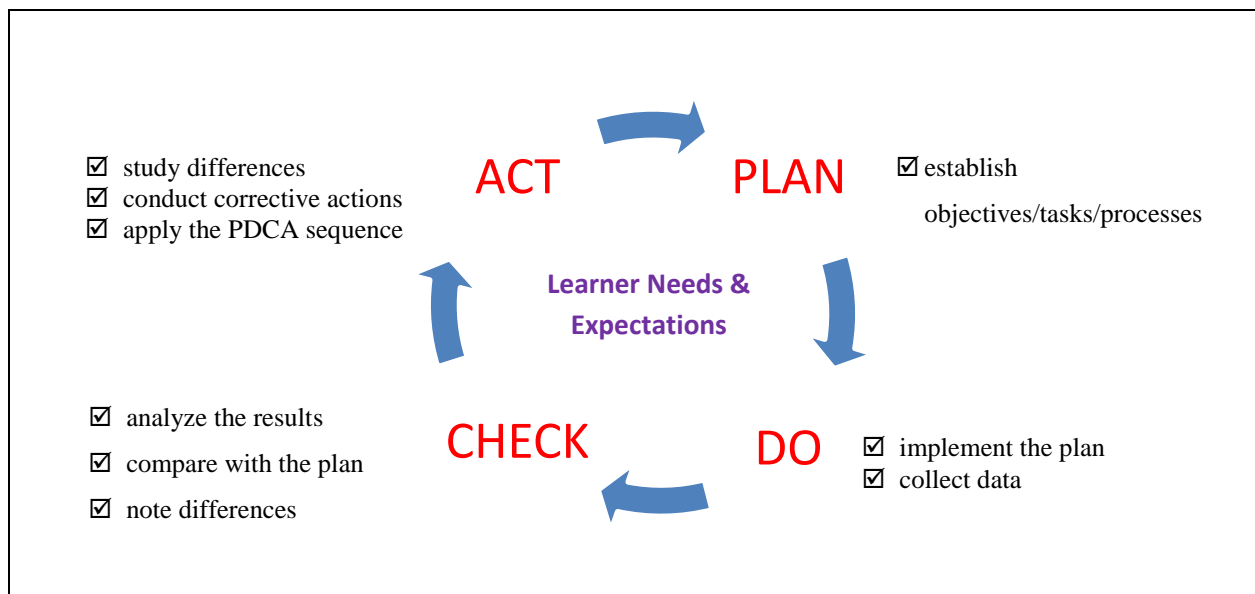 ACT
☑ study differences
☑ conduct corrective actions
☑ apply the PDCA sequence
PLAN
☑ establish
objectives/tasks/processes
Learner Needs &
Expectations
CHECK
☑ analyze the results
☑ compare with the plan
☑ note differences
DO
☑ implement the plan
☑ collect data